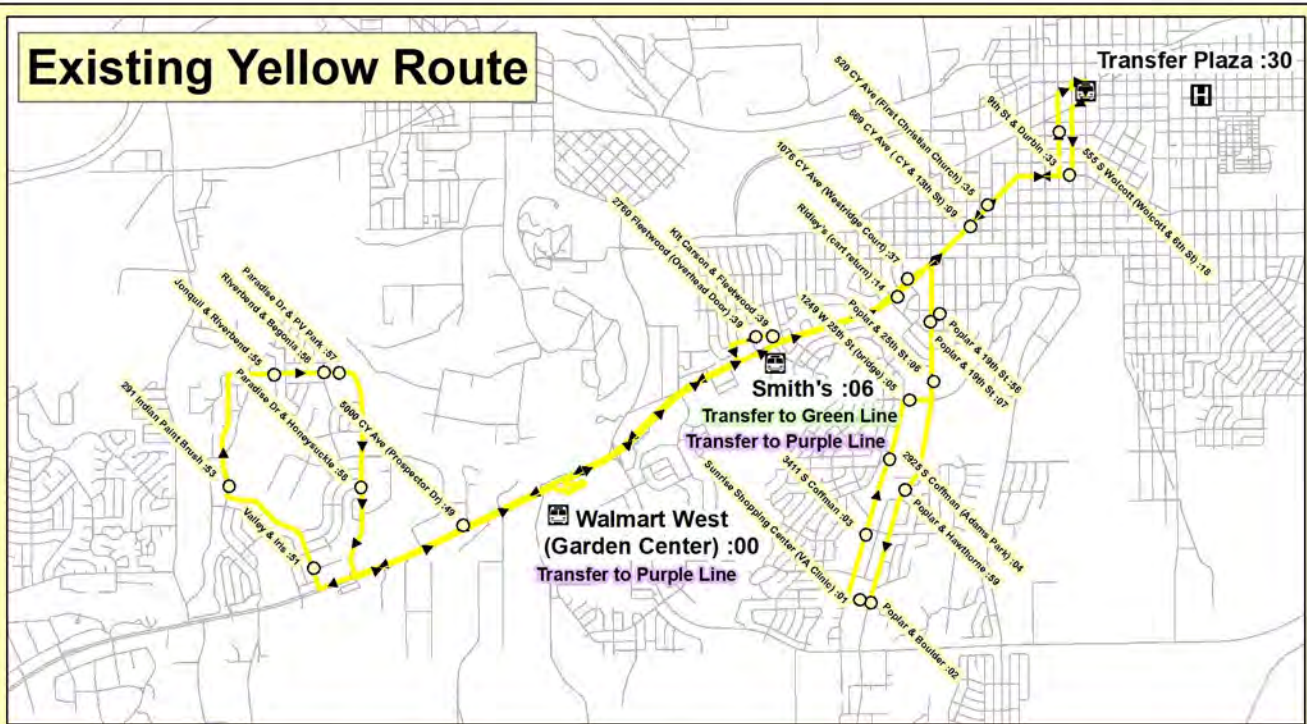 Existing Yellow Route
Transfer Plaza :30
H
520 CY Ave (First Christian Church) :35
669 CY Ave ( CY & 13th St) :09
9th St & Durbin :33
555 S Wolcott (Wolcott & 6th St) :18
1076 CY Ave (Westridge Court) :37
Ridley's (cart return) :14
Kit Carson & Fleetwood :39
2760 Fleetwood (Overhead Door) :39
Smith's :06
Transfer to Green Line
Transfer to Purple Line
Poplar & 19th St :56
Poplar & 19th St :07
Poplar & 25th St :06
1249 W 25th St (bridge) :05
2925 S Coffman (Adams Park) :04
Poplar & Hawthorne :59
3411 S Coffman :03
Sunrise Shopping Center (VA Clinic) :01
Poplar & Boulder :02
Paradise Dr & PV Park :57
Riverbend & Begonia :56
Jonquil & Riverbend :55
Paradise Dr & Honeysuckle :58
291 Indian Paint Brush :53
Valley & Iris :51
5000 CY Ave (Prospector Dr) :49
Walmart West
(Garden Center) :00
Transfer to Purple Line